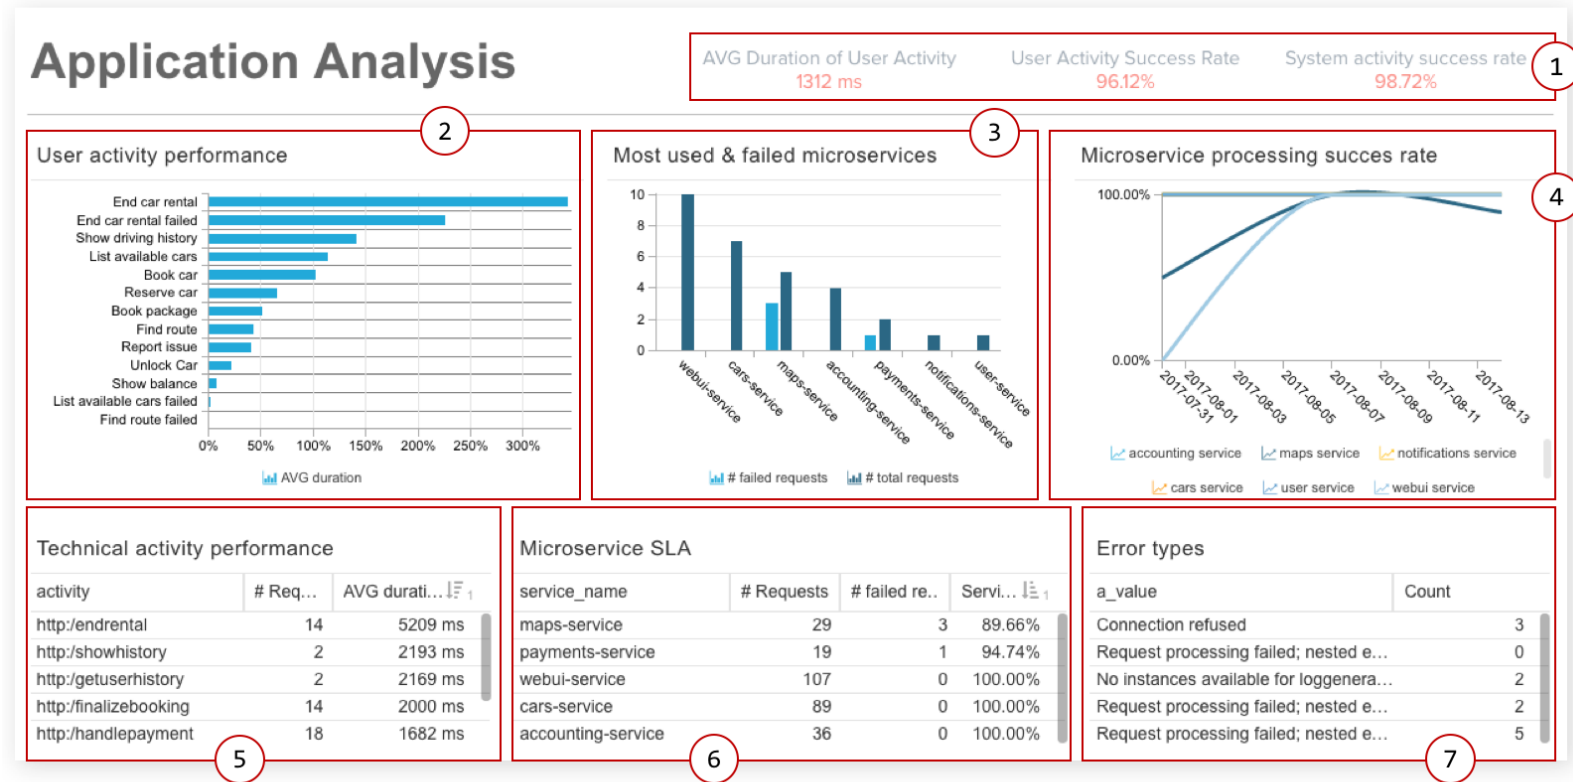 Application Analysis
AVG Duration of User Activity
1312 ms
User Activity Success Rate
96.12%
System activity success rate
98.72%
1
2
User activity performance
End car rental
End car rental failed
Show driving history
List available cars
Book car
Reserve car
Book package
Find route
Report issue
Unlock Car
Show balance
List available cars failed
Find route failed
0% 50% 100% 150% 200% 250% 300%
AVG duration
3
Most used & failed microservices
10
8
6
4
2
0
webui-service
cars-service
maps-service
accounting-service
payments-service
notifications-service
user-service
# failed requests # total requests
4
Microservice processing succes rate
100.00%
0.00%
2017-07-31
2017-08-01
2017-08-03
2017-08-05
2017-08-07
2017-08-09
2017-08-11
2017-08-13
accounting service maps service notifications service
cars service user service webui service
Technical activity performance
activity # Req... AVG durati... 1
http:/endrental 14 5209 ms
http:/showhistory 2 2193 ms
http:/getuserhistory 2 2169 ms
http:/finalizebooking 14 2000 ms
http:/handlepayment 18 1682 ms
5
Microservice SLA
service_name # Requests # failed re.. Servi... 1
maps-service 29 3 89.66%
payments-service 19 1 94.74%
webui-service 107 0 100.00%
cars-service 89 0 100.00%
accounting-service 36 0 100.00%
6
Error types
a_value Count
Connection refused 3
Request processing failed; nested e... 0
No instances available for loggenera... 2
Request processing failed; nested e... 2
Request processing failed; nested e... 5
7